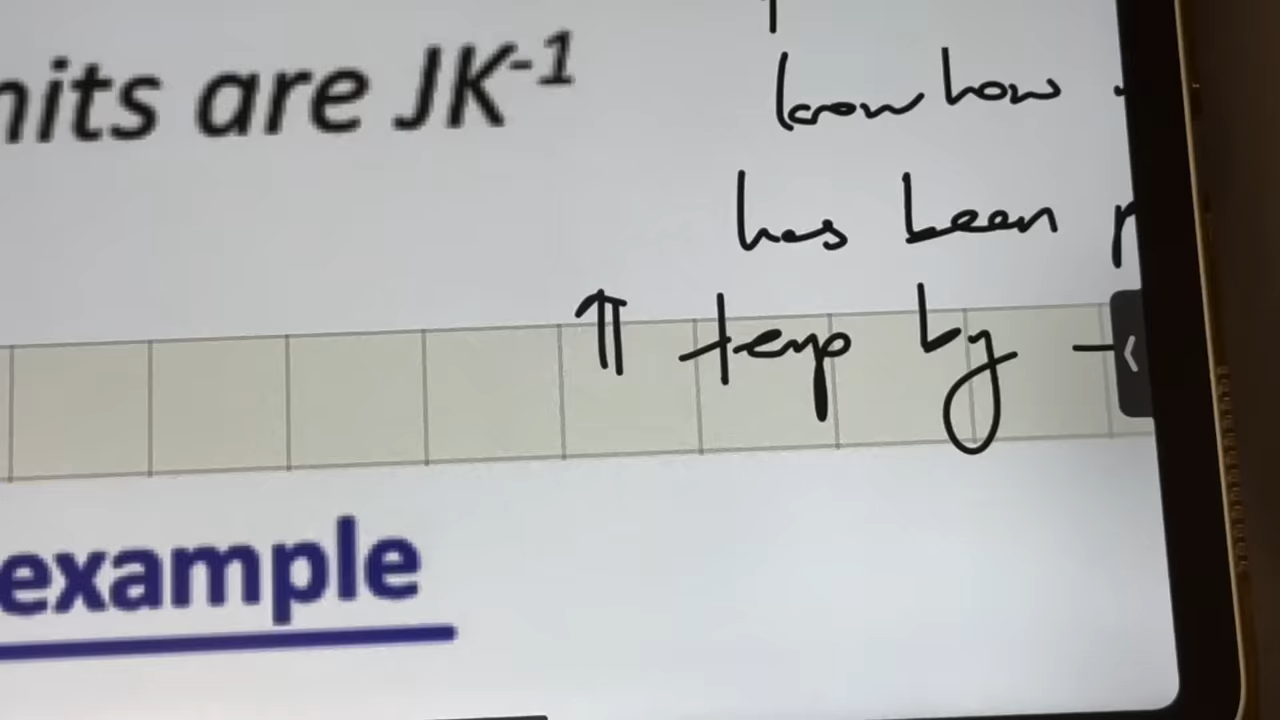 nits are JK⁻¹
know how
has been
⇑ temp by
example